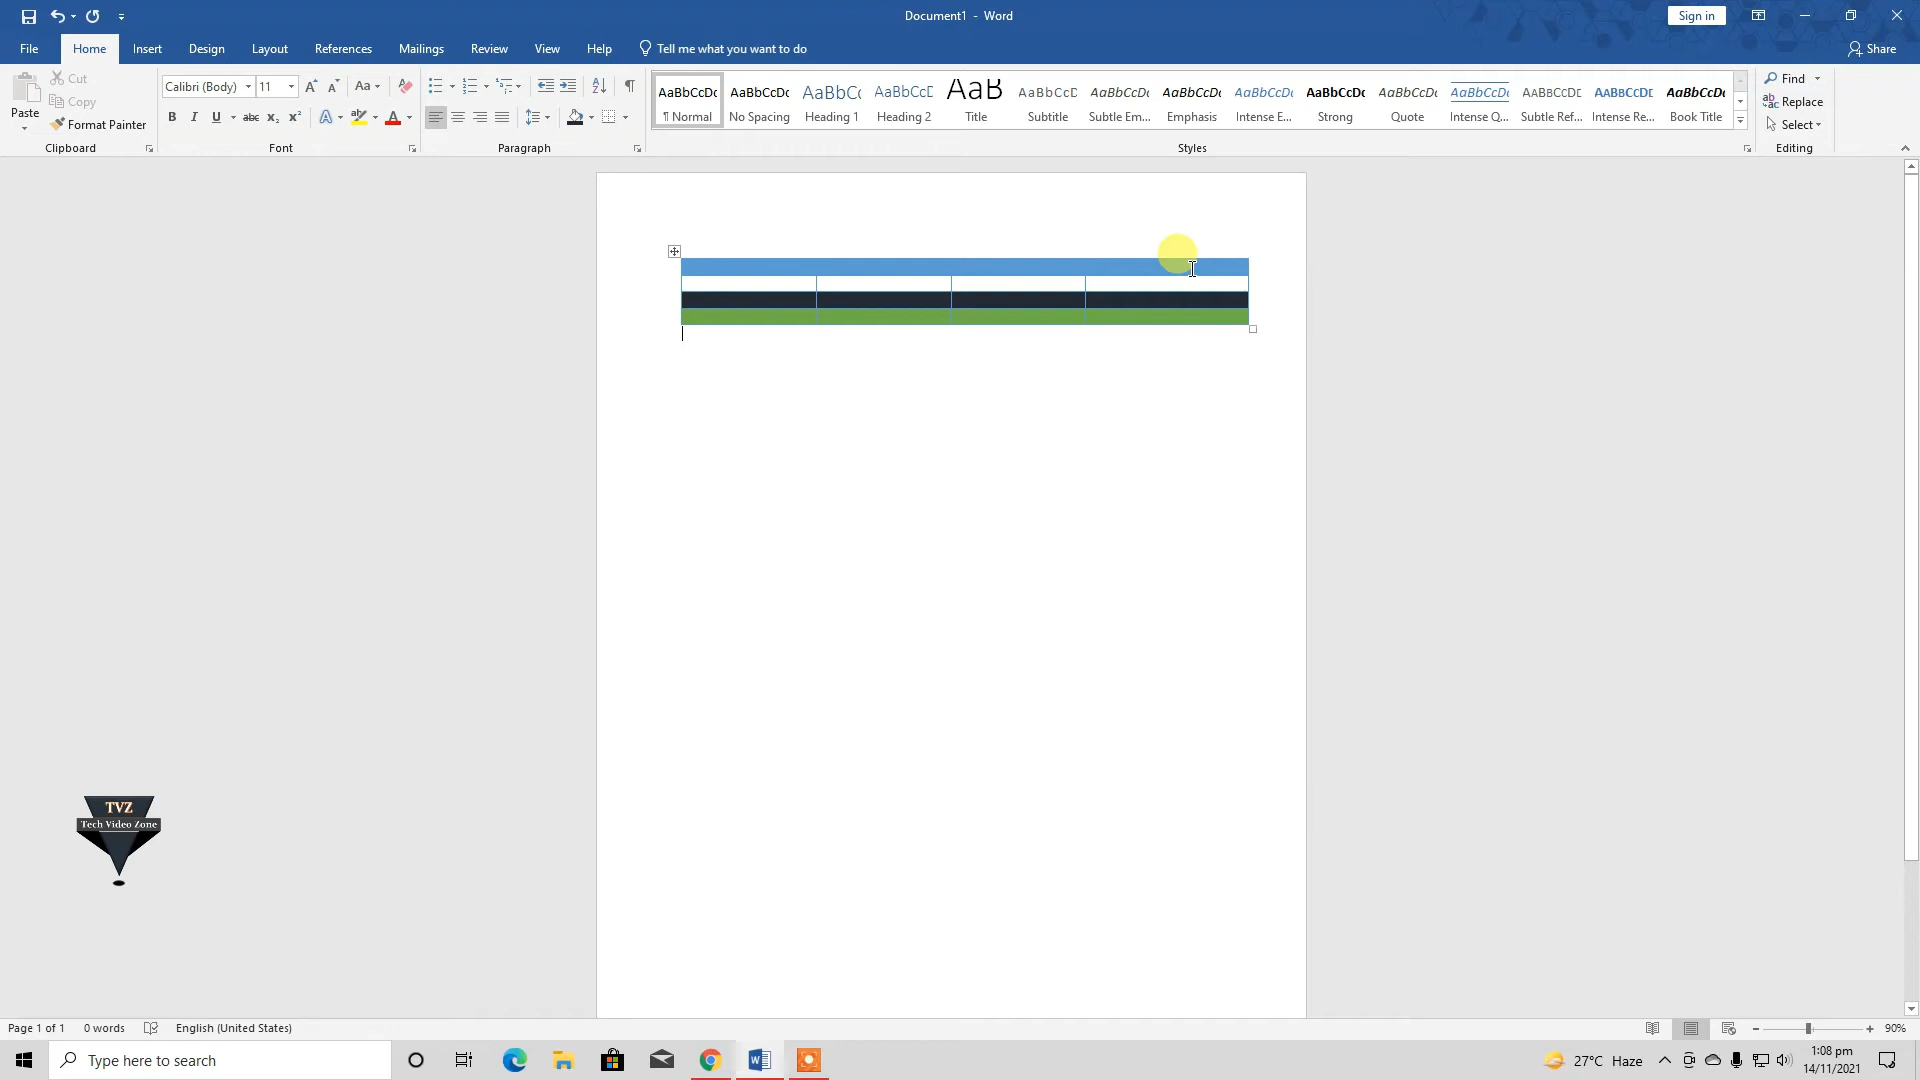 Document1 - Word
Sign in
File Home Insert Design Layout References Mailings Review View Help Tell me what you want to do Share
Paste
Cut
Copy
Format Painter
Clipboard
Calibri (Body) 11 Aa
B I U abc x₂ x² A A
Font
Paragraph
AaBbCcDc AaBbCcDc AaBbCc AaBbCcD AaB AaBbCcD AaBbCcDc AaBbCcDc AaBbCcDc AaBbCcDc AaBbCcDc AaBbCcDc AABBCCDE AABBCCDE AaBbCcDc
¶ Normal No Spacing Heading 1 Heading 2 Title Subtitle Subtle Em... Emphasis Intense E... Strong Quote Intense Q... Subtle Ref... Intense Re... Book Title
Styles
Find
Replace
Select
Editing
TVZ
Tech Video Zone
Page 1 of 1 0 words English (United States) 90%
Type here to search
27°C Haze
1:08 pm
14/11/2021